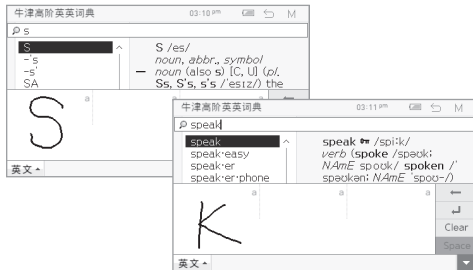 牛津高阶英英词典 03:10 PM M
s
S
-'s
-s'
SA
S /es/
noun, abbr., symbol
— noun (also s) [C, U] (pl.
Ss, S's, s's /'esɪz/) the
a
S
英文
牛津高阶英英词典 03:11 PM M
speak
speak
speak·easy
speak·er
speak·er·phone
speak /spiːk/
verb (spoke /spəʊk;
NAmE spoʊk/ spoken /ˈ
spəʊkən; NAmE ˈspoʊ-/)
a a a
K
Clear
Space
英文